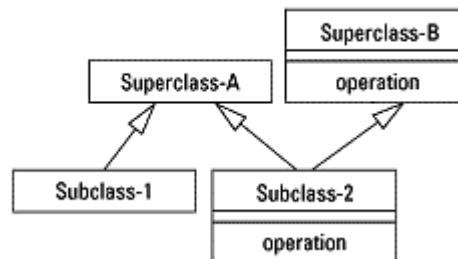 Superclass-B
operation
Superclass-A
Subclass-1
Subclass-2
operation